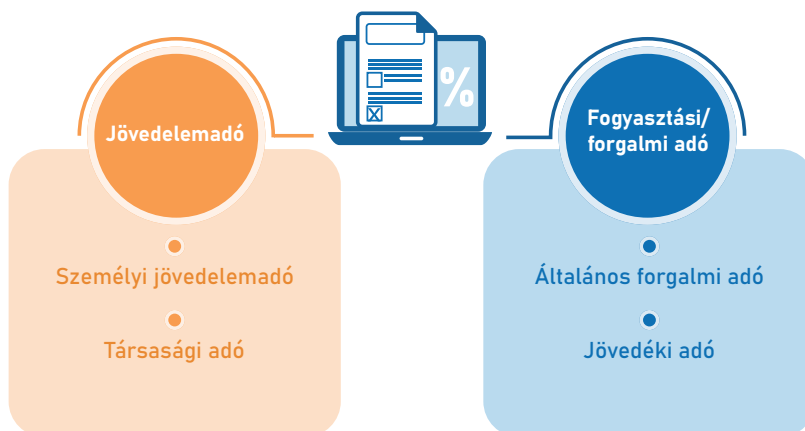 Jövedelemadó
Személyi jövedelemadó
Társasági adó
%
Fogyasztási/
forgalmi adó
Általános forgalmi adó
Jövedéki adó